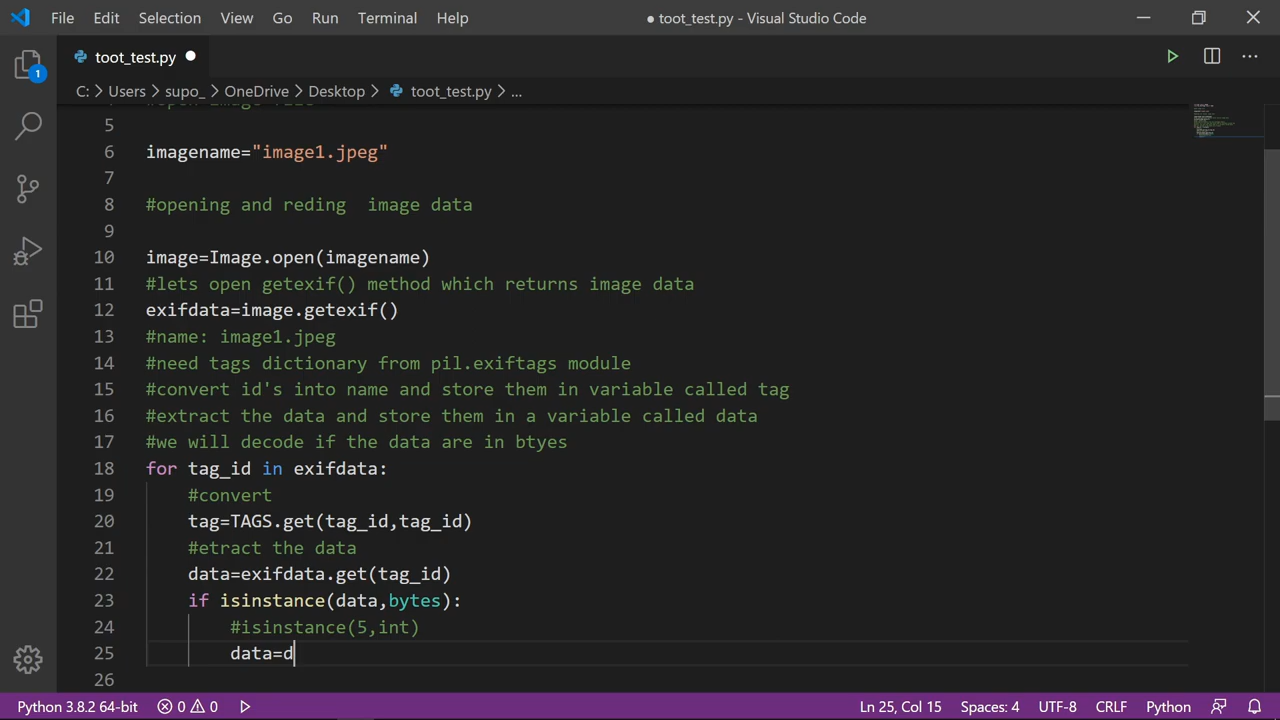 File Edit Selection View Go Run Terminal Help ● toot_test.py - Visual Studio Code
toot_test.py
C: > Users > supo_ > OneDrive > Desktop > toot_test.py > ...
5
6 imagename="image1.jpeg"
7
8 #opening and reding  image data
9
10 image=Image.open(imagename)
11 #lets open getexif() method which returns image data
12 exifdata=image.getexif()
13 #name: image1.jpeg
14 #need tags dictionary from pil.exiftags module
15 #convert id's into name and store them in variable called tag
16 #extract the data and store them in a variable called data
17 #we will decode if the data are in btyes
18 for tag_id in exifdata:
19 #convert
20 tag=TAGS.get(tag_id,tag_id)
21 #etract the data
22 data=exifdata.get(tag_id)
23 if isinstance(data,bytes):
24 #isinstance(5,int)
25 data=d
26
1
Python 3.8.2 64-bit 0 0 Ln 25, Col 15 Spaces: 4 UTF-8 CRLF Python